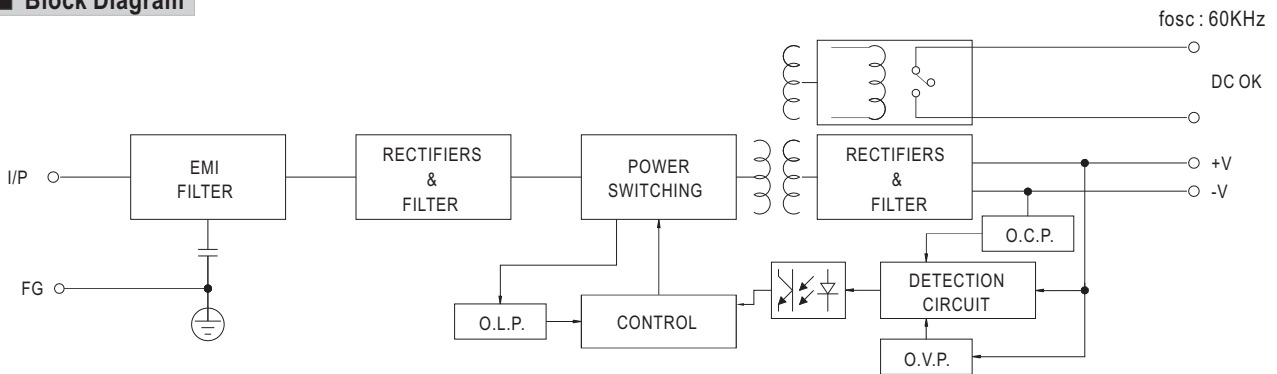 ■ Block Diagram
fosc : 60KHz
DC OK
I/P
EMI
FILTER
RECTIFIERS
&
FILTER
POWER
SWITCHING
RECTIFIERS
&
FILTER
+V
-V
O.C.P.
FG
O.L.P.
CONTROL
DETECTION
CIRCUIT
O.V.P.